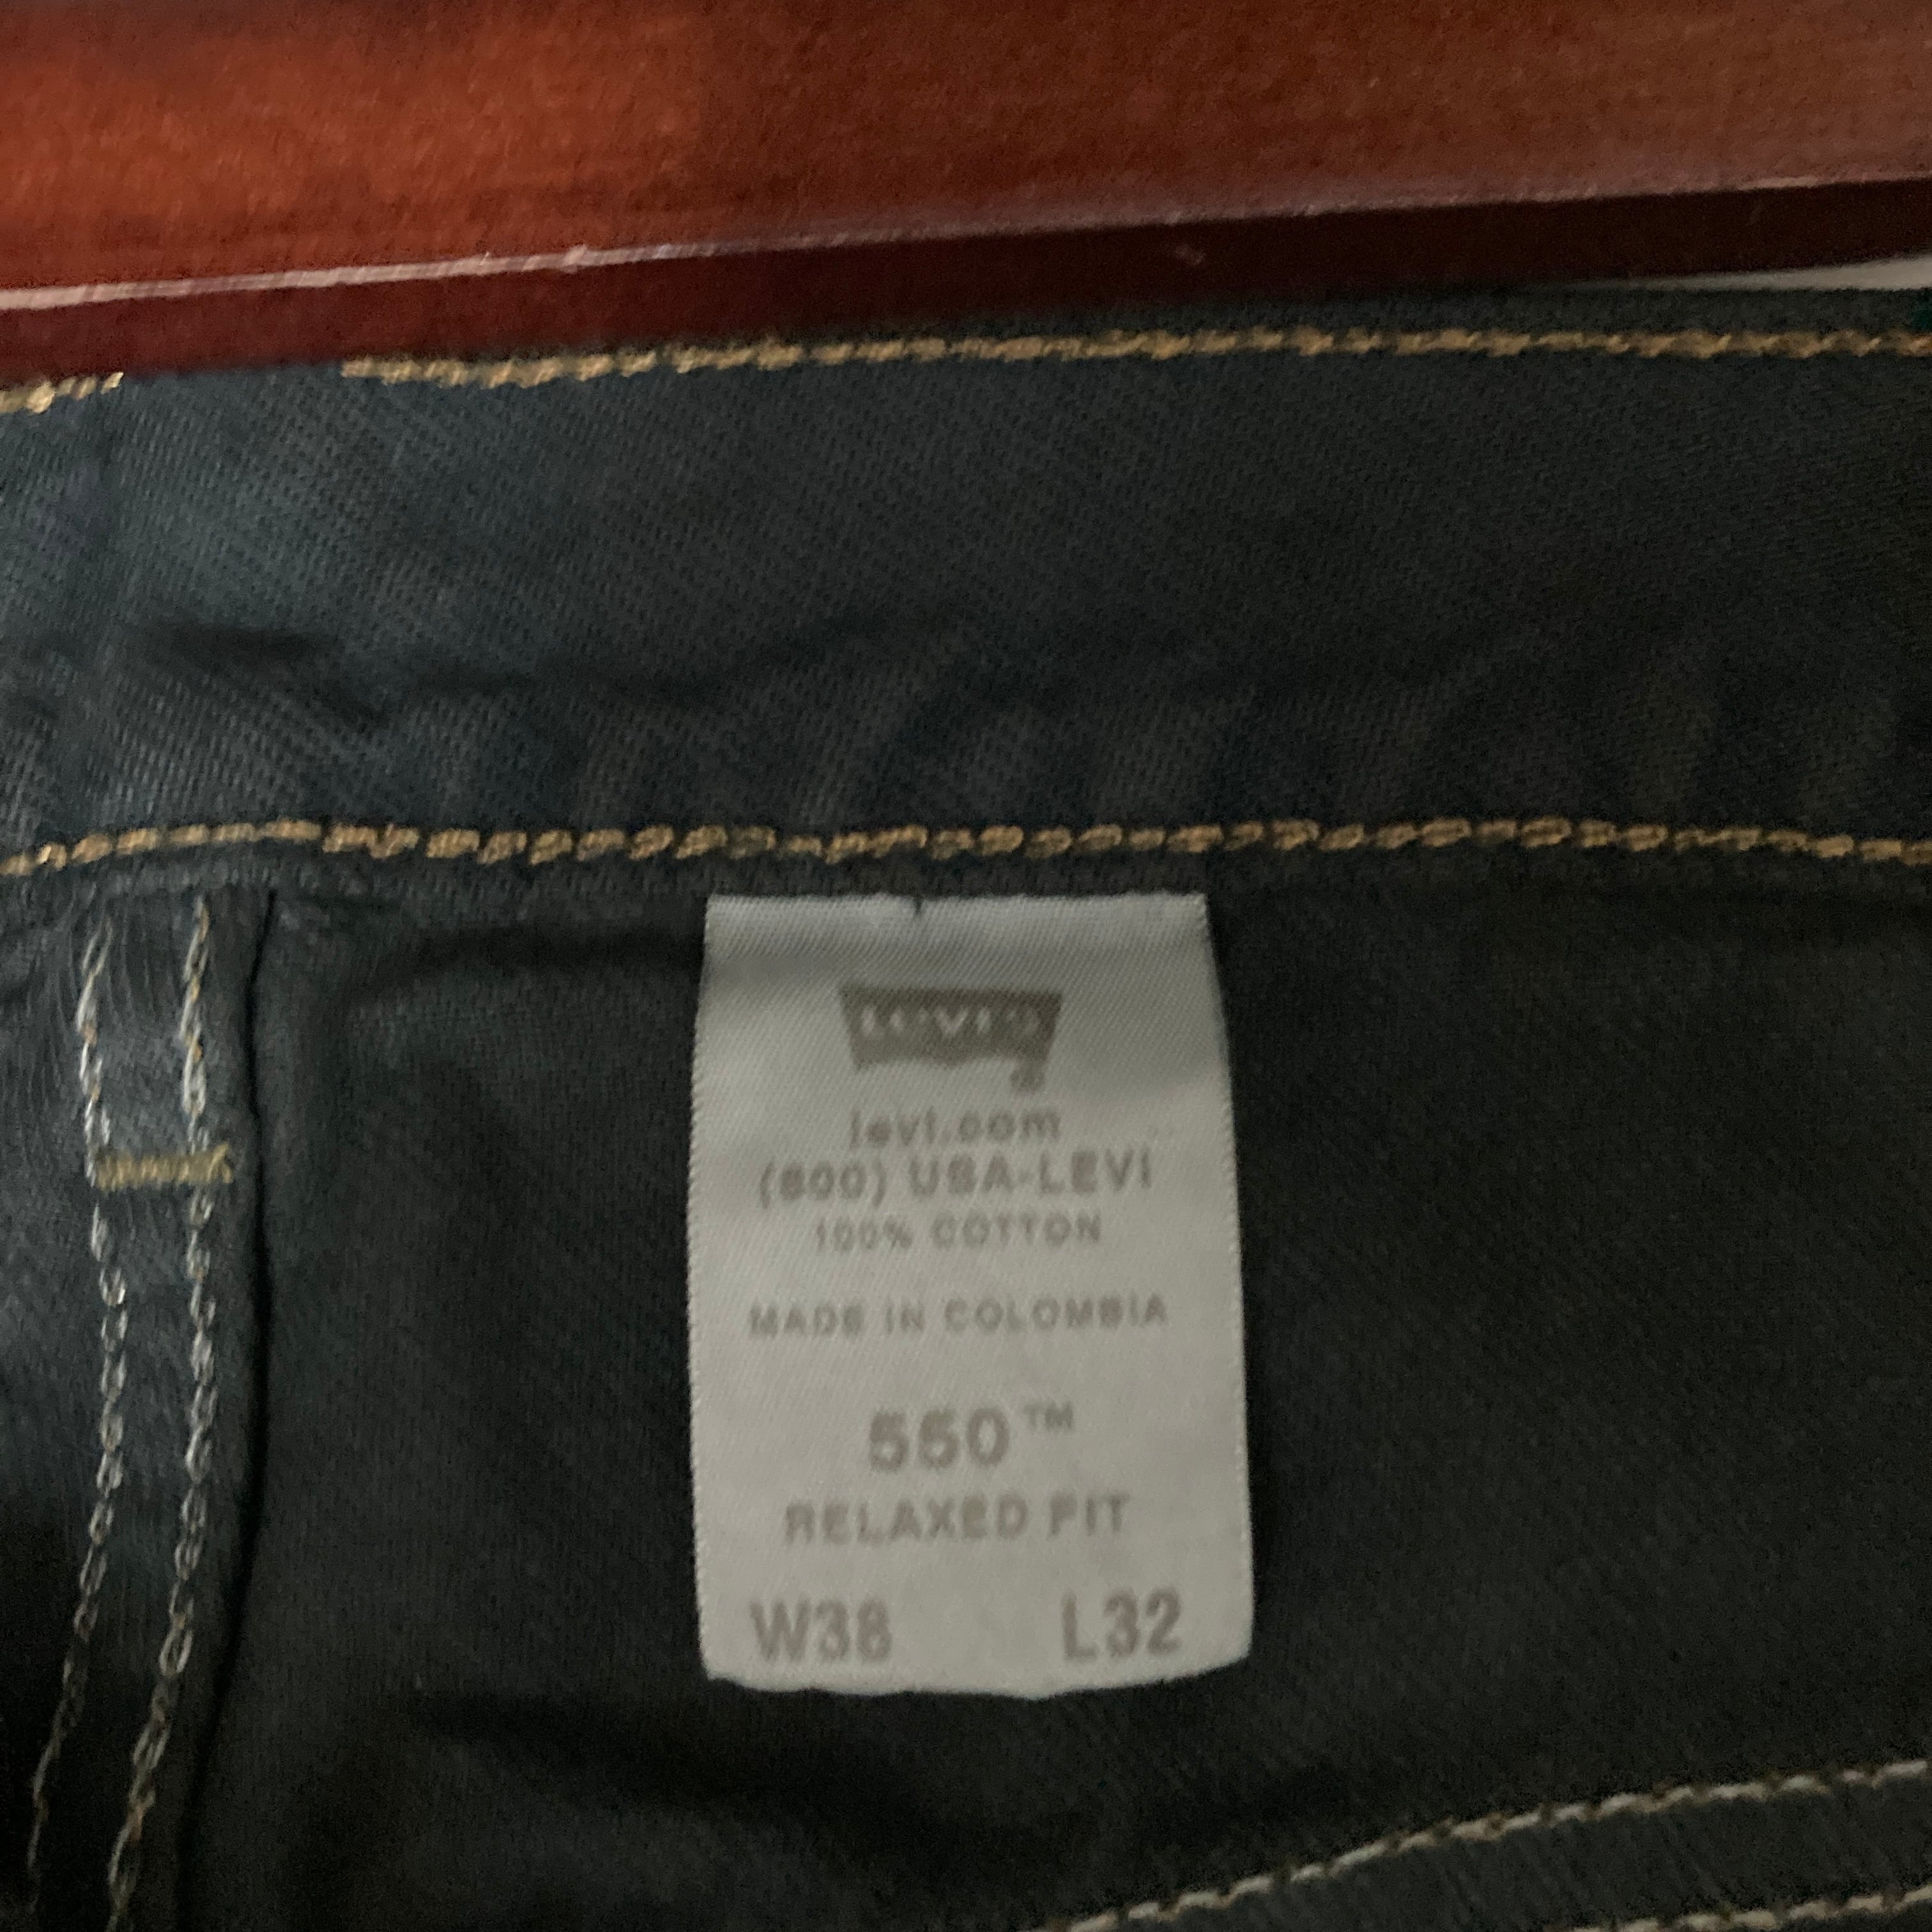 Levi's
®
levi.com
(800) USA-LEVI
100% COTTON
MADE IN COLOMBIA
550™
RELAXED FIT
W38 L32